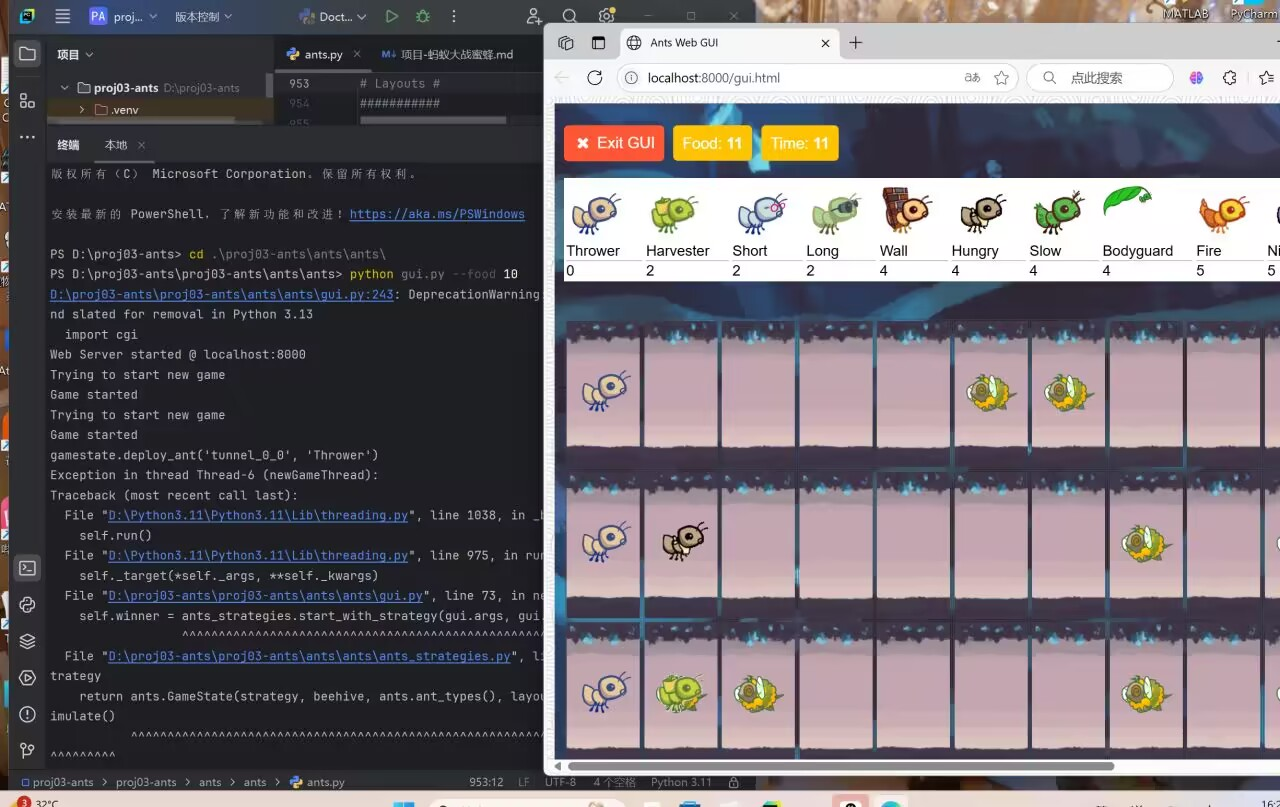 PA proj...
版本控制
Doct...
MATLAB
PyCharm
项目
ants.py
项目-蚂蚁大战蜜蜂.md
Ants Web GUI
proj03-ants D:\proj03-ants
.venv
953 # Layouts #
954 ###########
955
localhost:8000/gui.html
点此搜索
终端
本地
Exit GUI
Food: 11
Time: 11
版权所有（C） Microsoft Corporation。保留所有权利。
安装最新的 PowerShell，了解新功能和改进！https://aka.ms/PSWindows
Thrower
Harvester
Short
Long
Wall
Hungry
Slow
Bodyguard
Fire
Ni
0
2
2
2
4
4
4
4
5
5
PS D:\proj03-ants> cd .\proj03-ants\ants\ants\
PS D:\proj03-ants\proj03-ants\ants\ants> python gui.py --food 10
D:\proj03-ants\proj03-ants\ants\ants\gui.py:243: DeprecationWarning
nd slated for removal in Python 3.13
import cgi
Web Server started @ localhost:8000
Trying to start new game
Game started
Trying to start new game
Game started
gamestate.deploy_ant('tunnel_0_0', 'Thrower')
Exception in thread Thread-6 (newGameThread):
Traceback (most recent call last):
File "D:\Python3.11\Python3.11\Lib\threading.py", line 1038, in _b
self.run()
File "D:\Python3.11\Python3.11\Lib\threading.py", line 975, in run
self._target(*self._args, **self._kwargs)
File "D:\proj03-ants\proj03-ants\ants\ants\gui.py", line 73, in ne
self.winner = ants_strategies.start_with_strategy(gui.args, gui.
^^^^^^^^^^^^^^^^^^^^^^^^^^^^^^^^^^^^^^^^^^^^^^^^
File "D:\proj03-ants\proj03-ants\ants\ants\ants_strategies.py", li
trategy
return ants.GameState(strategy, beehive, ants.ant_types(), layou
imulate()
^^^^^^^^^^^^^^^^^^^^^^^^^^^^^^^^^^^^^^^^^^^^^^^^^^^^^^^
^^^^^^^^^
proj03-ants > proj03-ants > ants > ants > ants.py
953:12 LF UTF-8 4 个空格 Python 3.11
3
32°C